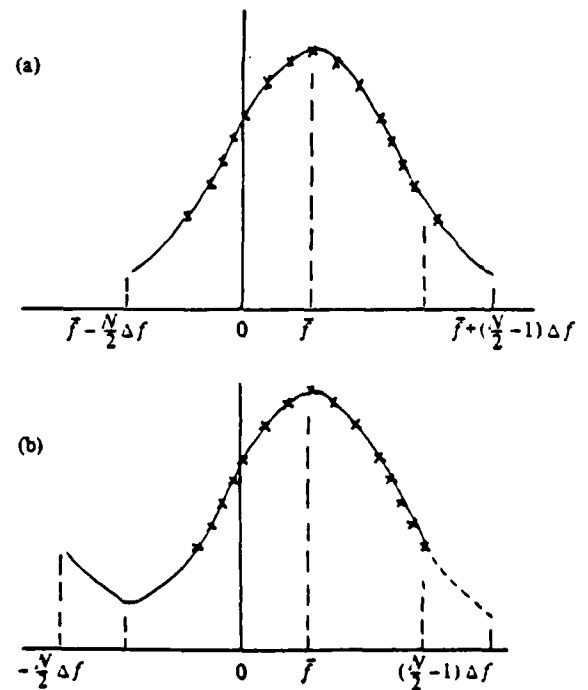 (a)
f̄ − N/2 Δf 0 f̄ f̄ + (N/2 − 1) Δf
(b)
− N/2 Δf 0 f̄ (N/2 − 1) Δf